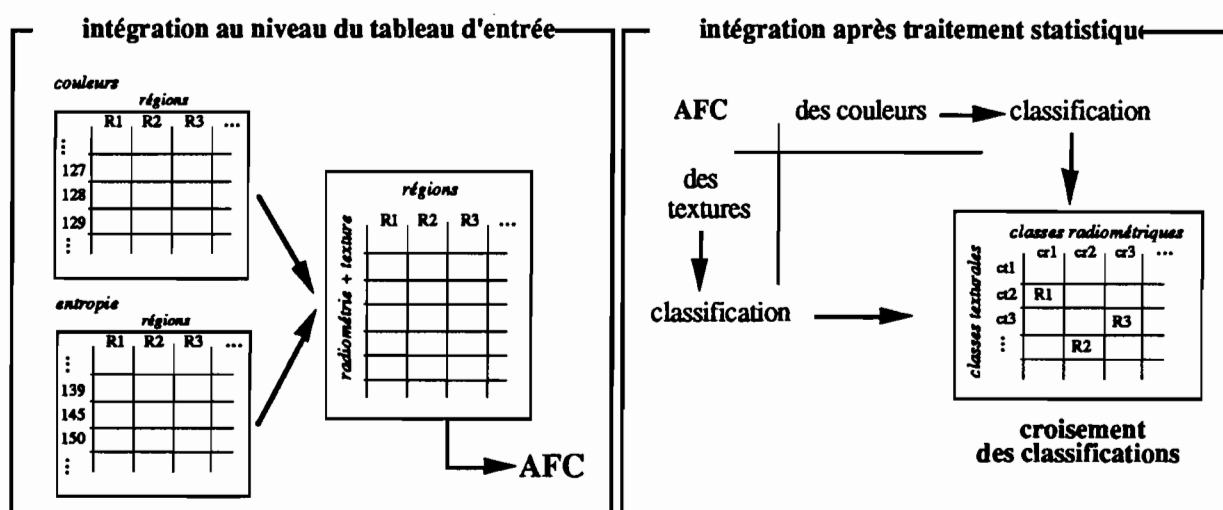 intégration au niveau du tableau d'entrée
couleurs
régions
R1 R2 R3 ...
...
127
128
129
...
entropie
régions
R1 R2 R3 ...
...
139
145
150
...
régions
R1 R2 R3 ...
radiométrie + texture
AFC
intégration après traitement statistique
AFC des couleurs classification
des
textures
classification
classes radiométriques
cr1 cr2 cr3 ...
classes texturales
ct1
ct2 R1
ct3 R3
... R2
croisement
des classifications